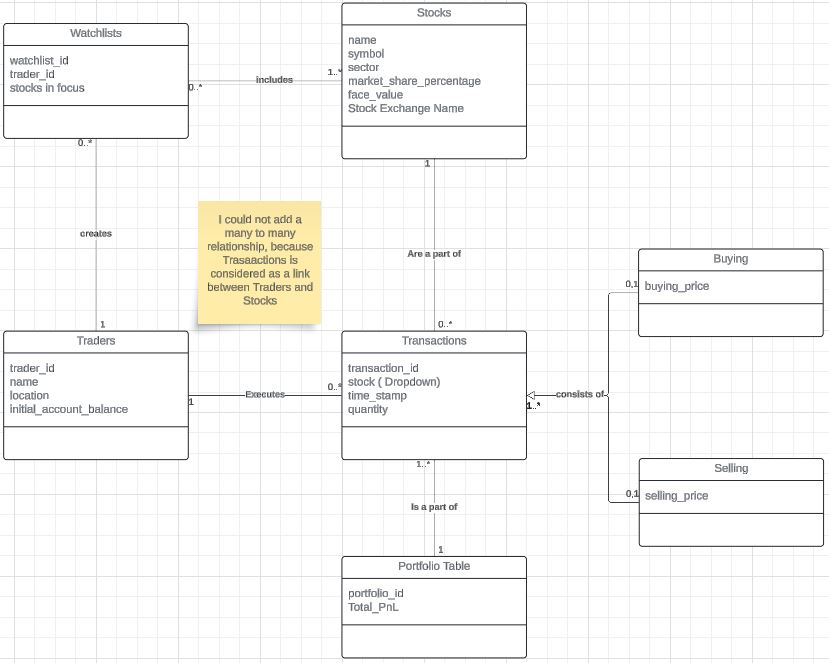 Watchlists
watchlist_id
trader_id
stocks in focus
Stocks
name
symbol
sector
market_share_percentage
face_value
Stock Exchange Name
0..*
includes
1..*
0..*
creates
1
I could not add a
many to many
relationship, because
Trasaactions is
considered as a link
between Traders and
Stocks
1
Are a part of
0..*
Traders
trader_id
name
location
initial_account_balance
1
Executes
0..*
Transactions
transaction_id
stock ( Dropdown)
time_stamp
quantity
1..*
consists of
0,1
Buying
buying_price
0,1
Selling
selling_price
1..*
Is a part of
1
Portfolio Table
portfolio_id
Total_PnL